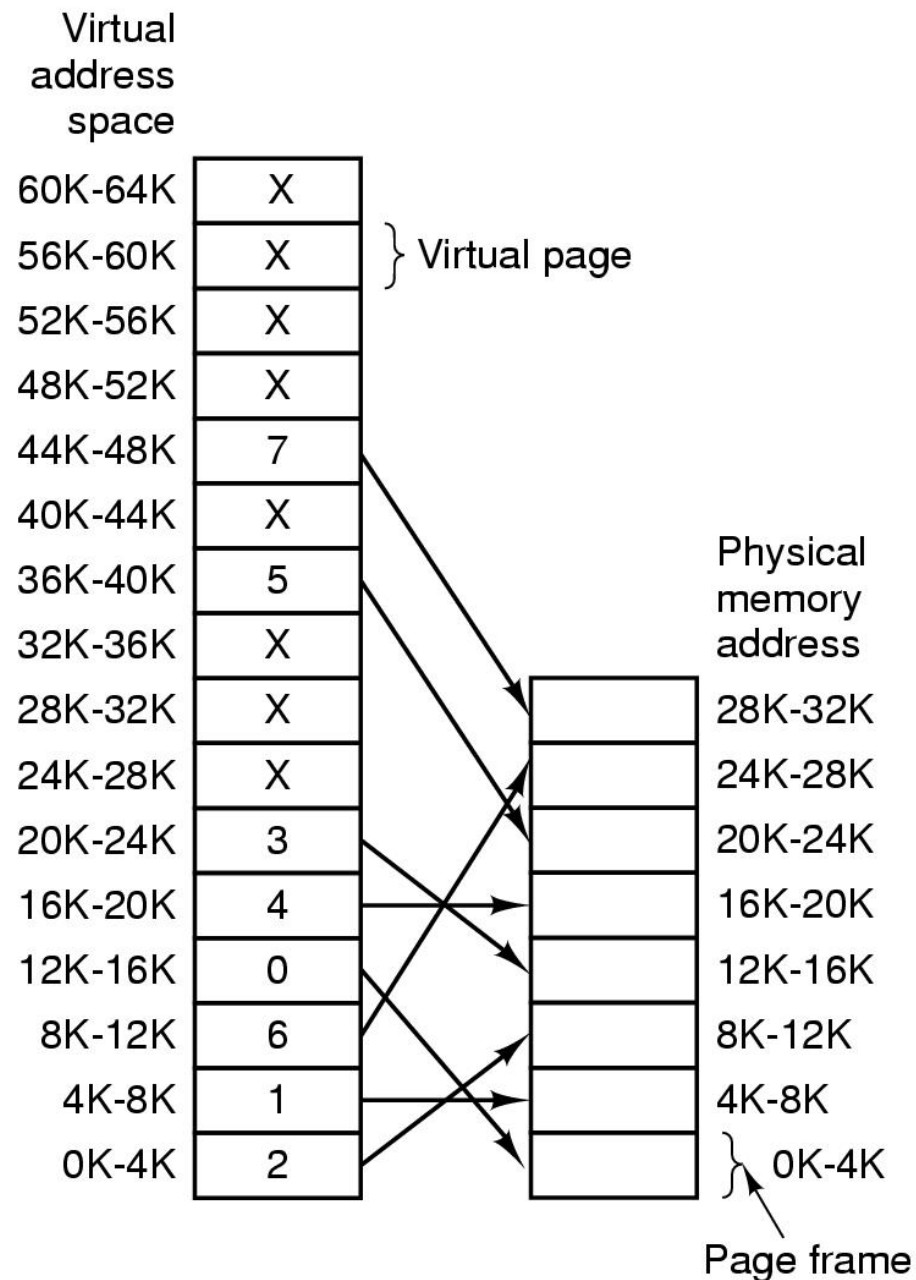 Virtual
address
space
60K-64K X
56K-60K X Virtual page
52K-56K X
48K-52K X
44K-48K 7
40K-44K X
36K-40K 5
32K-36K X
28K-32K X
24K-28K X
20K-24K 3
16K-20K 4
12K-16K 0
8K-12K 6
4K-8K 1
0K-4K 2
Physical
memory
address
28K-32K
24K-28K
20K-24K
16K-20K
12K-16K
8K-12K
4K-8K
0K-4K
Page frame